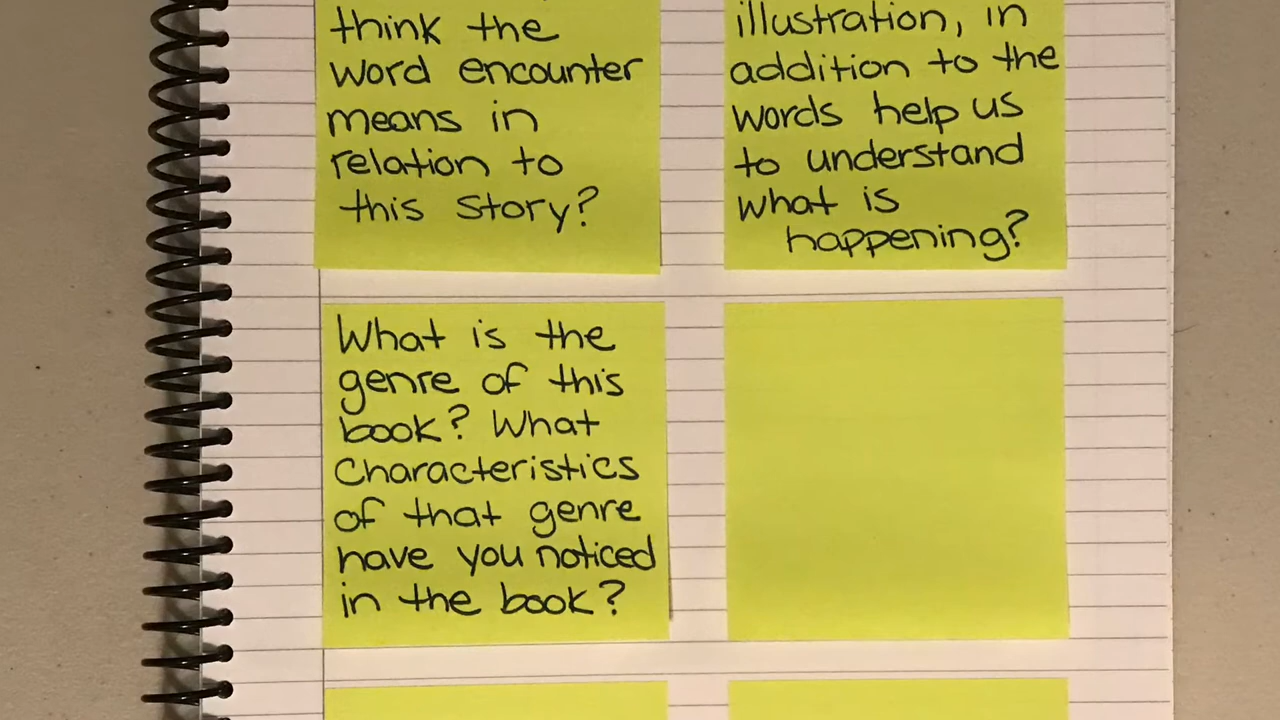 think the
word encounter
means in
relation to
this story?
illustration, in
addition to the
words help us
to understand
what is
happening?
What is the
genre of this
book? What
Characteristics
of that genre
have you noticed
in the book?